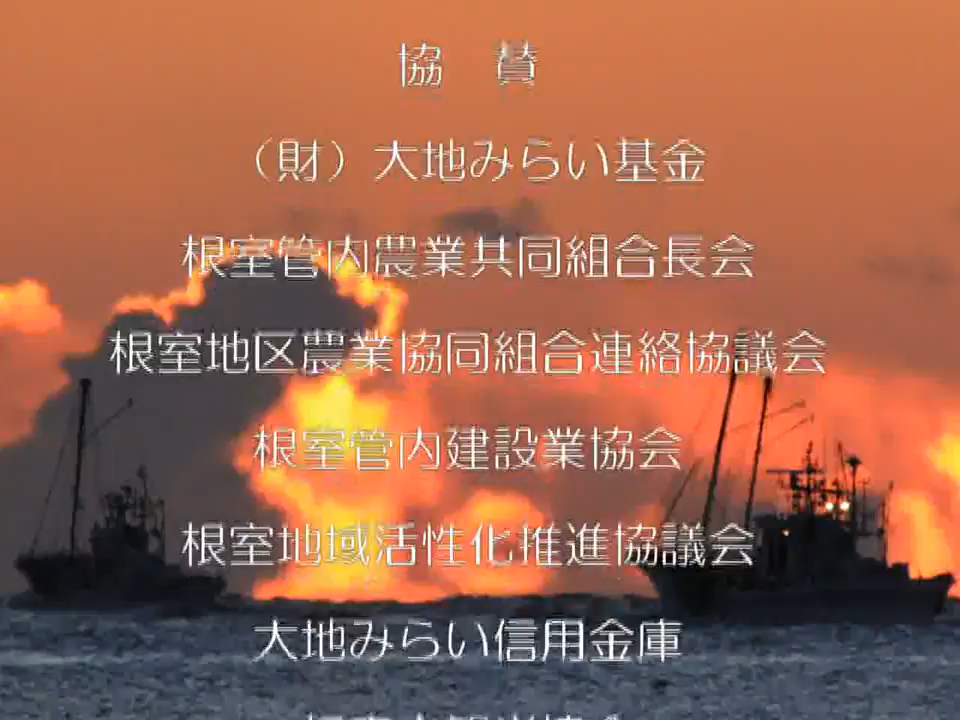 協　賛
（財）大地みらい基金
根室管内農業共同組合長会
根室地区農業協同組合連絡協議会
根室管内建設業協会
根室地域活性化推進協議会
大地みらい信用金庫